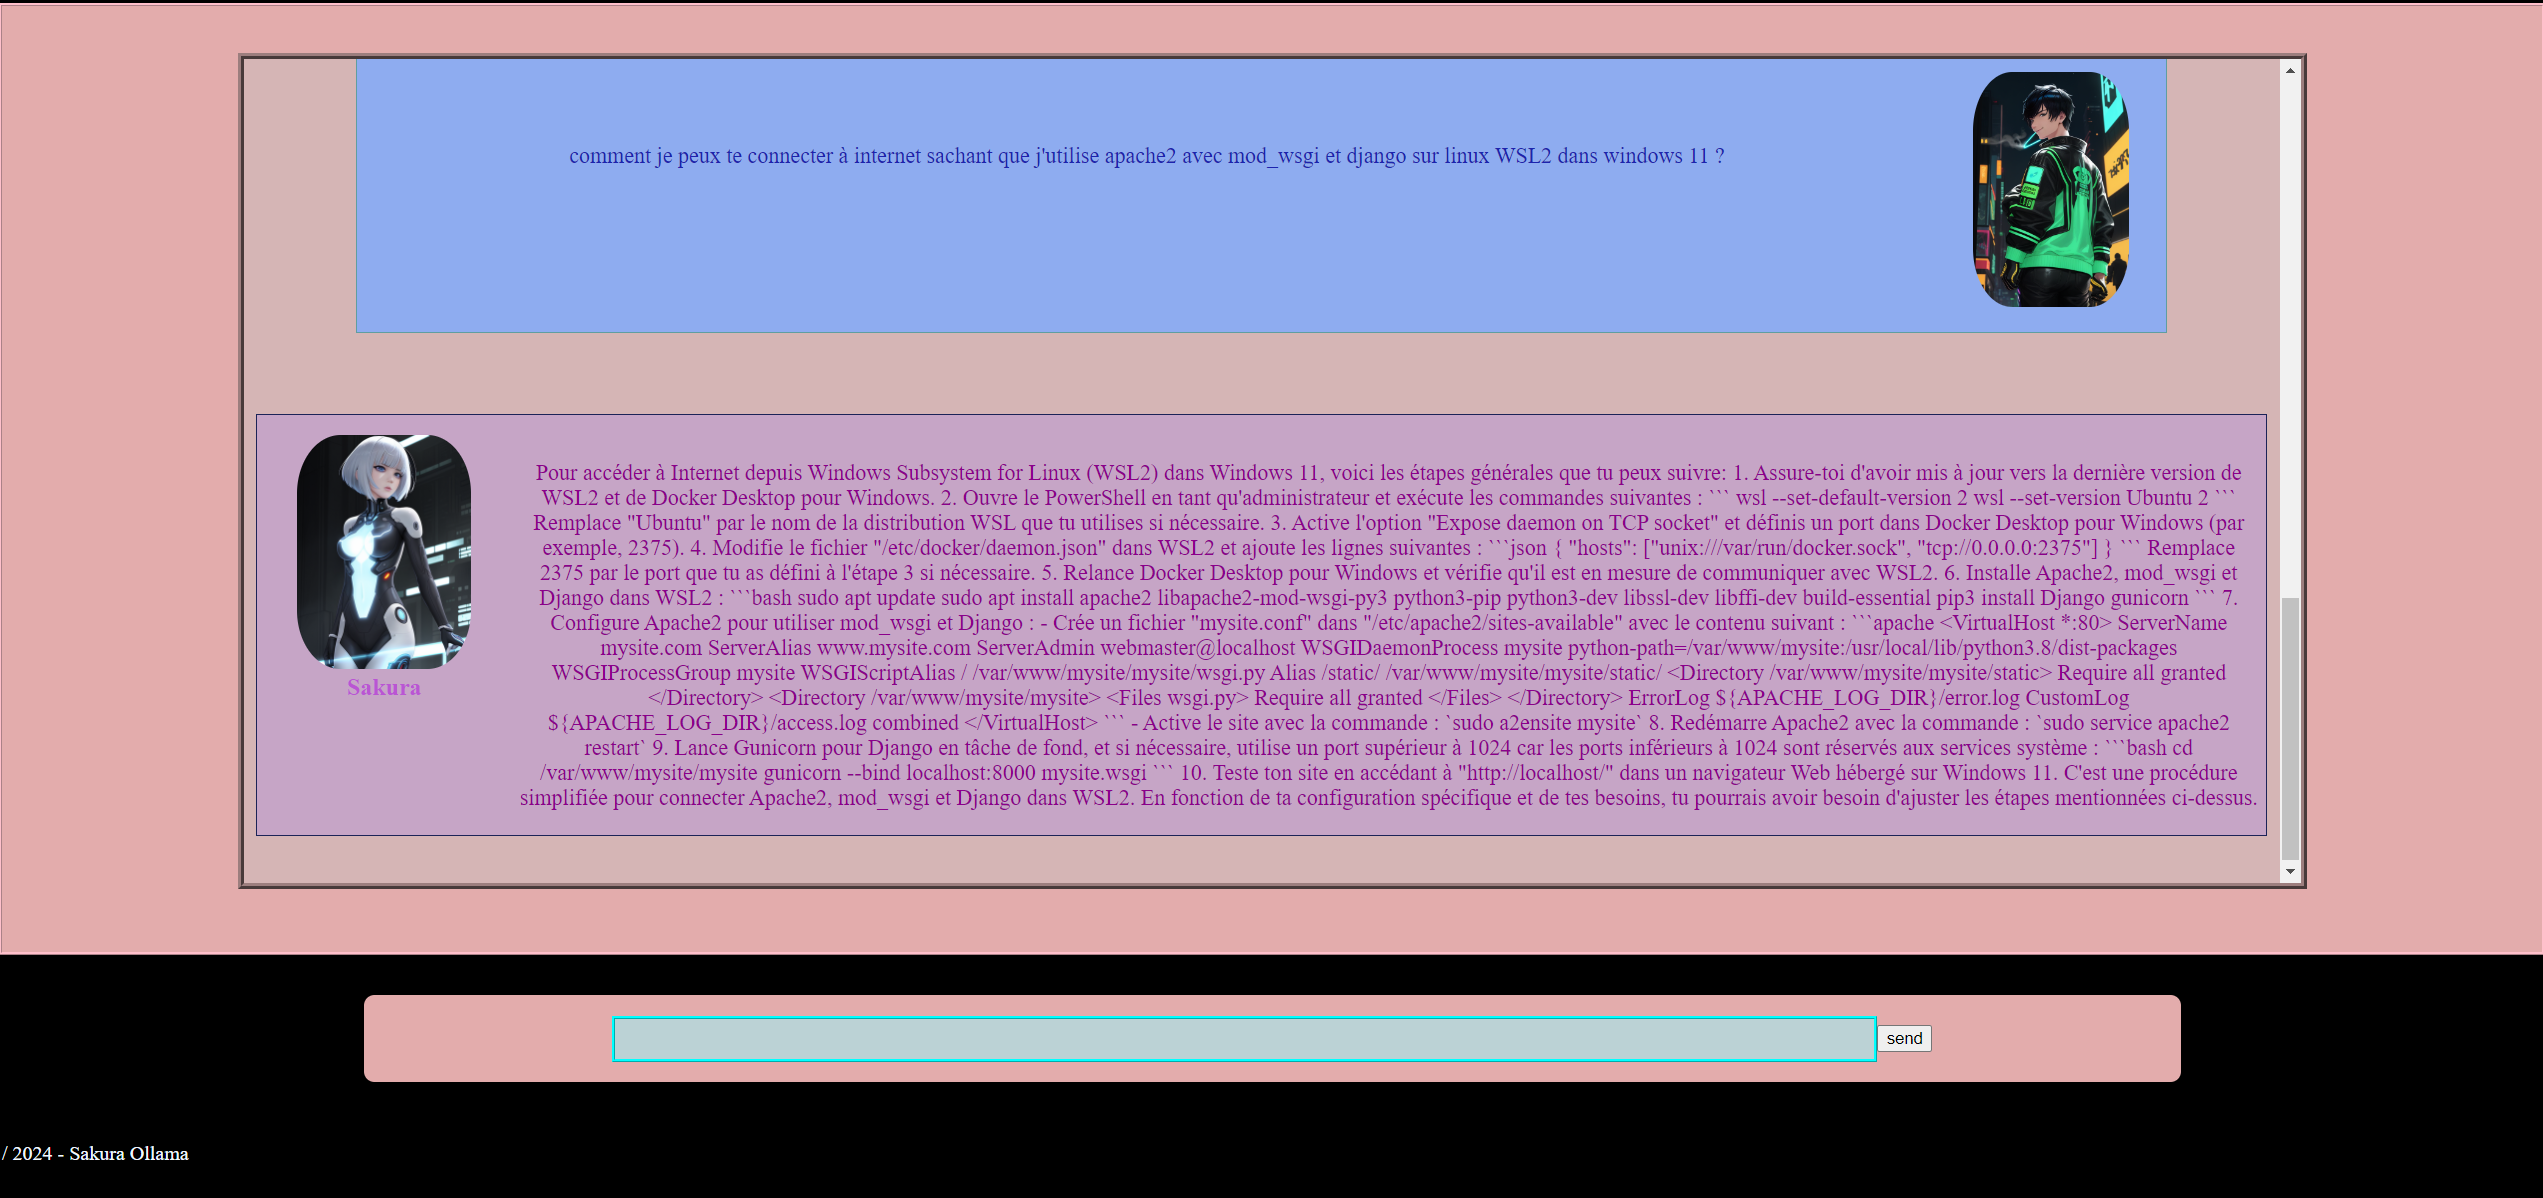 comment je peux te connecter à internet sachant que j'utilise apache2 avec mod_wsgi et django sur linux WSL2 dans windows 11 ?
Pour accéder à Internet depuis Windows Subsystem for Linux (WSL2) dans Windows 11, voici les étapes générales que tu peux suivre: 1. Assure-toi d'avoir mis à jour vers la dernière version de
WSL2 et de Docker Desktop pour Windows. 2. Ouvre le PowerShell en tant qu'administrateur et exécute les commandes suivantes : ``` wsl --set-default-version 2 wsl --set-version Ubuntu 2 ```
Remplace "Ubuntu" par le nom de la distribution WSL que tu utilises si nécessaire. 3. Active l'option "Expose daemon on TCP socket" et définis un port dans Docker Desktop pour Windows (par
exemple, 2375). 4. Modifie le fichier "/etc/docker/daemon.json" dans WSL2 et ajoute les lignes suivantes : ```json { "hosts": ["unix:///var/run/docker.sock", "tcp://0.0.0.0:2375"] } ``` Remplace
2375 par le port que tu as défini à l'étape 3 si nécessaire. 5. Relance Docker Desktop pour Windows et vérifie qu'il est en mesure de communiquer avec WSL2. 6. Installe Apache2, mod_wsgi et
Django dans WSL2 : ```bash sudo apt update sudo apt install apache2 libapache2-mod-wsgi-py3 python3-pip python3-dev libssl-dev libffi-dev build-essential pip3 install Django gunicorn ``` 7.
Configure Apache2 pour utiliser mod_wsgi et Django : - Crée un fichier "mysite.conf" dans "/etc/apache2/sites-available" avec le contenu suivant : ```apache <VirtualHost *:80> ServerName
mysite.com ServerAlias www.mysite.com ServerAdmin webmaster@localhost WSGIDaemonProcess mysite python-path=/var/www/mysite:/usr/local/lib/python3.8/dist-packages
WSGIProcessGroup mysite WSGIScriptAlias / /var/www/mysite/mysite/wsgi.py Alias /static/ /var/www/mysite/mysite/static/ <Directory /var/www/mysite/mysite/static> Require all granted
</Directory> <Directory /var/www/mysite/mysite> <Files wsgi.py> Require all granted </Files> </Directory> ErrorLog ${APACHE_LOG_DIR}/error.log CustomLog
${APACHE_LOG_DIR}/access.log combined </VirtualHost> ``` - Active le site avec la commande : `sudo a2ensite mysite` 8. Redémarre Apache2 avec la commande : `sudo service apache2
restart` 9. Lance Gunicorn pour Django en tâche de fond, et si nécessaire, utilise un port supérieur à 1024 car les ports inférieurs à 1024 sont réservés aux services système : ```bash cd
/var/www/mysite/mysite gunicorn --bind localhost:8000 mysite.wsgi ``` 10. Teste ton site en accédant à "http://localhost/" dans un navigateur Web hébergé sur Windows 11. C'est une procédure
simplifiée pour connecter Apache2, mod_wsgi et Django dans WSL2. En fonction de ta configuration spécifique et de tes besoins, tu pourrais avoir besoin d'ajuster les étapes mentionnées ci-dessus.
Sakura
send
/ 2024 - Sakura Ollama